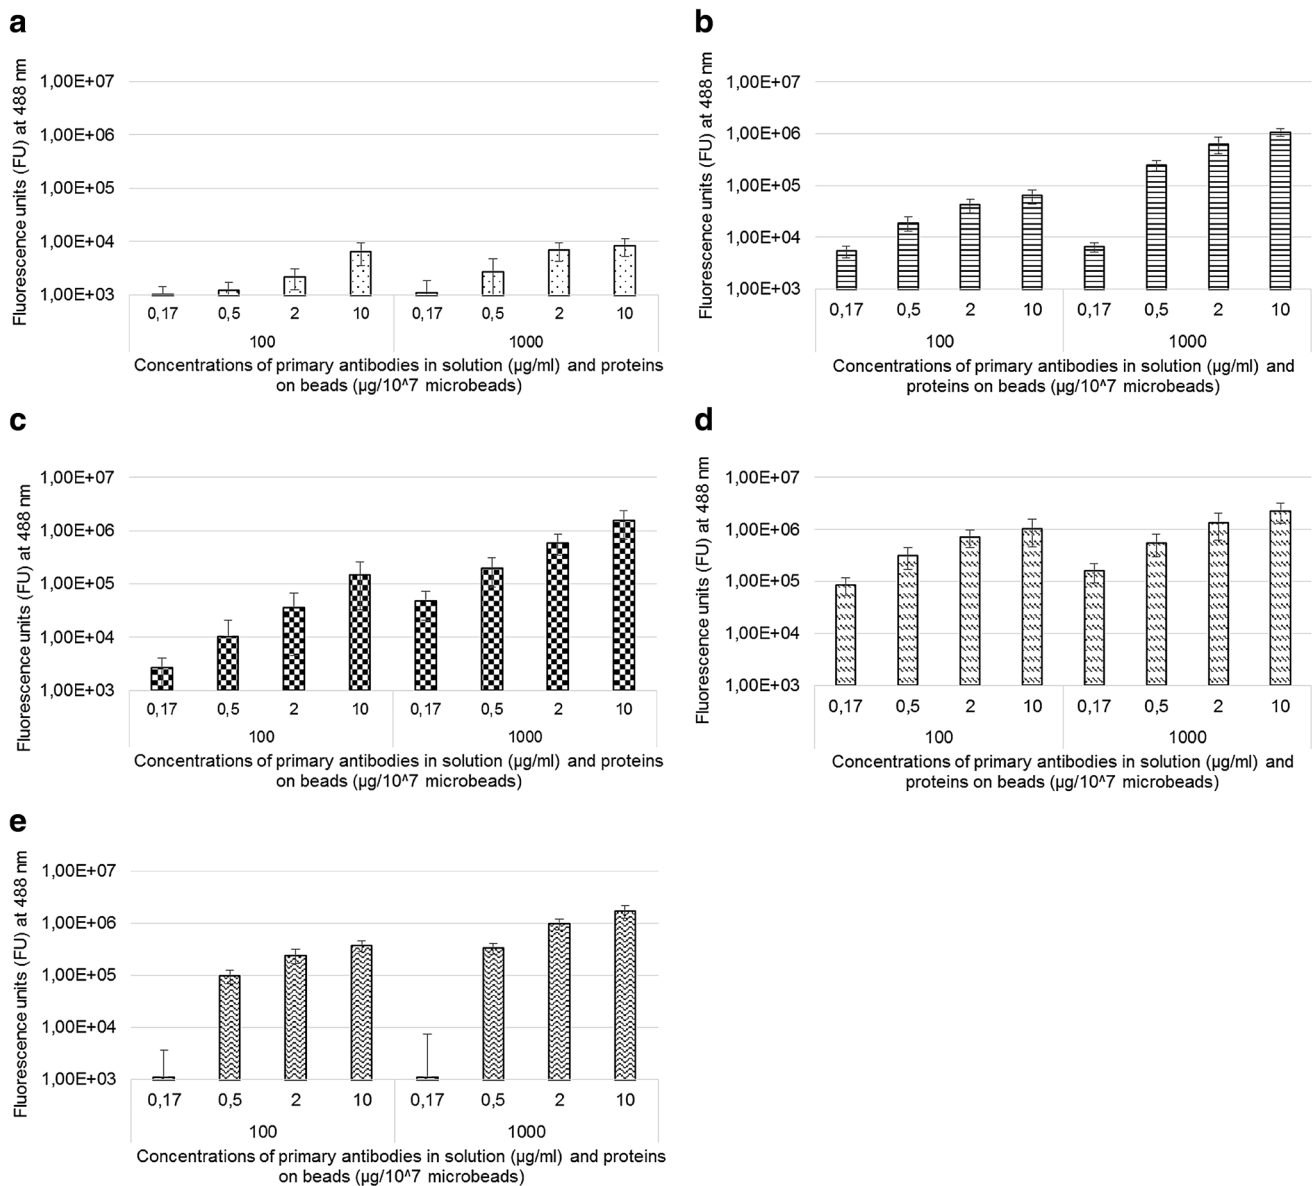 a
Fluorescence units (FU) at 488 nm
1,00E+07
1,00E+06
1,00E+05
1,00E+04
1,00E+03
0,17 0,5 2 10 0,17 0,5 2 10
100 1000
Concentrations of primary antibodies in solution (µg/ml) and proteins
on beads (µg/10^7 microbeads)
b
Fluorescence units (FU) at 488 nm
1,00E+07
1,00E+06
1,00E+05
1,00E+04
1,00E+03
0,17 0,5 2 10 0,17 0,5 2 10
100 1000
Concentrations of primary antibodies in solution (µg/ml) and
proteins on beads (µg/10^7 microbeads)
c
Fluorescence units (FU) at 488 nm
1,00E+07
1,00E+06
1,00E+05
1,00E+04
1,00E+03
0,17 0,5 2 10 0,17 0,5 2 10
100 1000
Concentrations of primary antibodies in solution (µg/ml) and proteins
on beads (µg/10^7 microbeads)
d
Fluorescence units (FU) at 488 nm
1,00E+07
1,00E+06
1,00E+05
1,00E+04
1,00E+03
0,17 0,5 2 10 0,17 0,5 2 10
100 1000
Concentrations of primary antibodies in solution (µg/ml) and
proteins on beads (µg/10^7 microbeads)
e
Fluorescence units (FU) at 488 nm
1,00E+07
1,00E+06
1,00E+05
1,00E+04
1,00E+03
0,17 0,5 2 10 0,17 0,5 2 10
100 1000
Concentrations of primary antibodies in solution (µg/ml) and proteins
on beads (µg/10^7 microbeads)